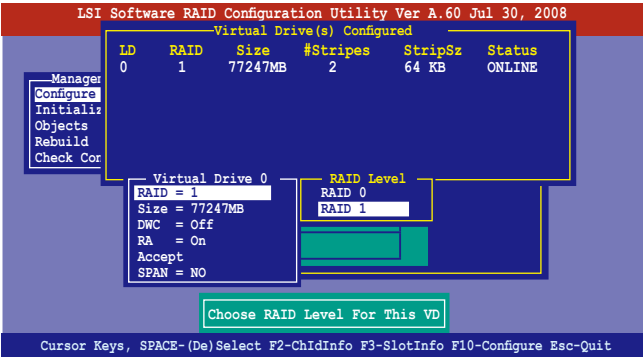 LSI Software RAID Configuration Utility Ver A.60 Jul 30, 2008
Virtual Drive(s) Configured
LD RAID Size #Stripes StripSz Status
0 1 77247MB 2 64 KB ONLINE
Configure
Objects
Rebuild
Check
Virtual Drive 0
RAID = 1
Size = 77247MB
DWC = Off
RA = On
Accept
SPAN = NO
RAID Level
RAID 0
RAID 1
Choose RAID Level For This VD
Cursor Keys, SPACE-(De)Select F2-ChIdInfo F3-SlotInfo F10-Configure Esc-Quit